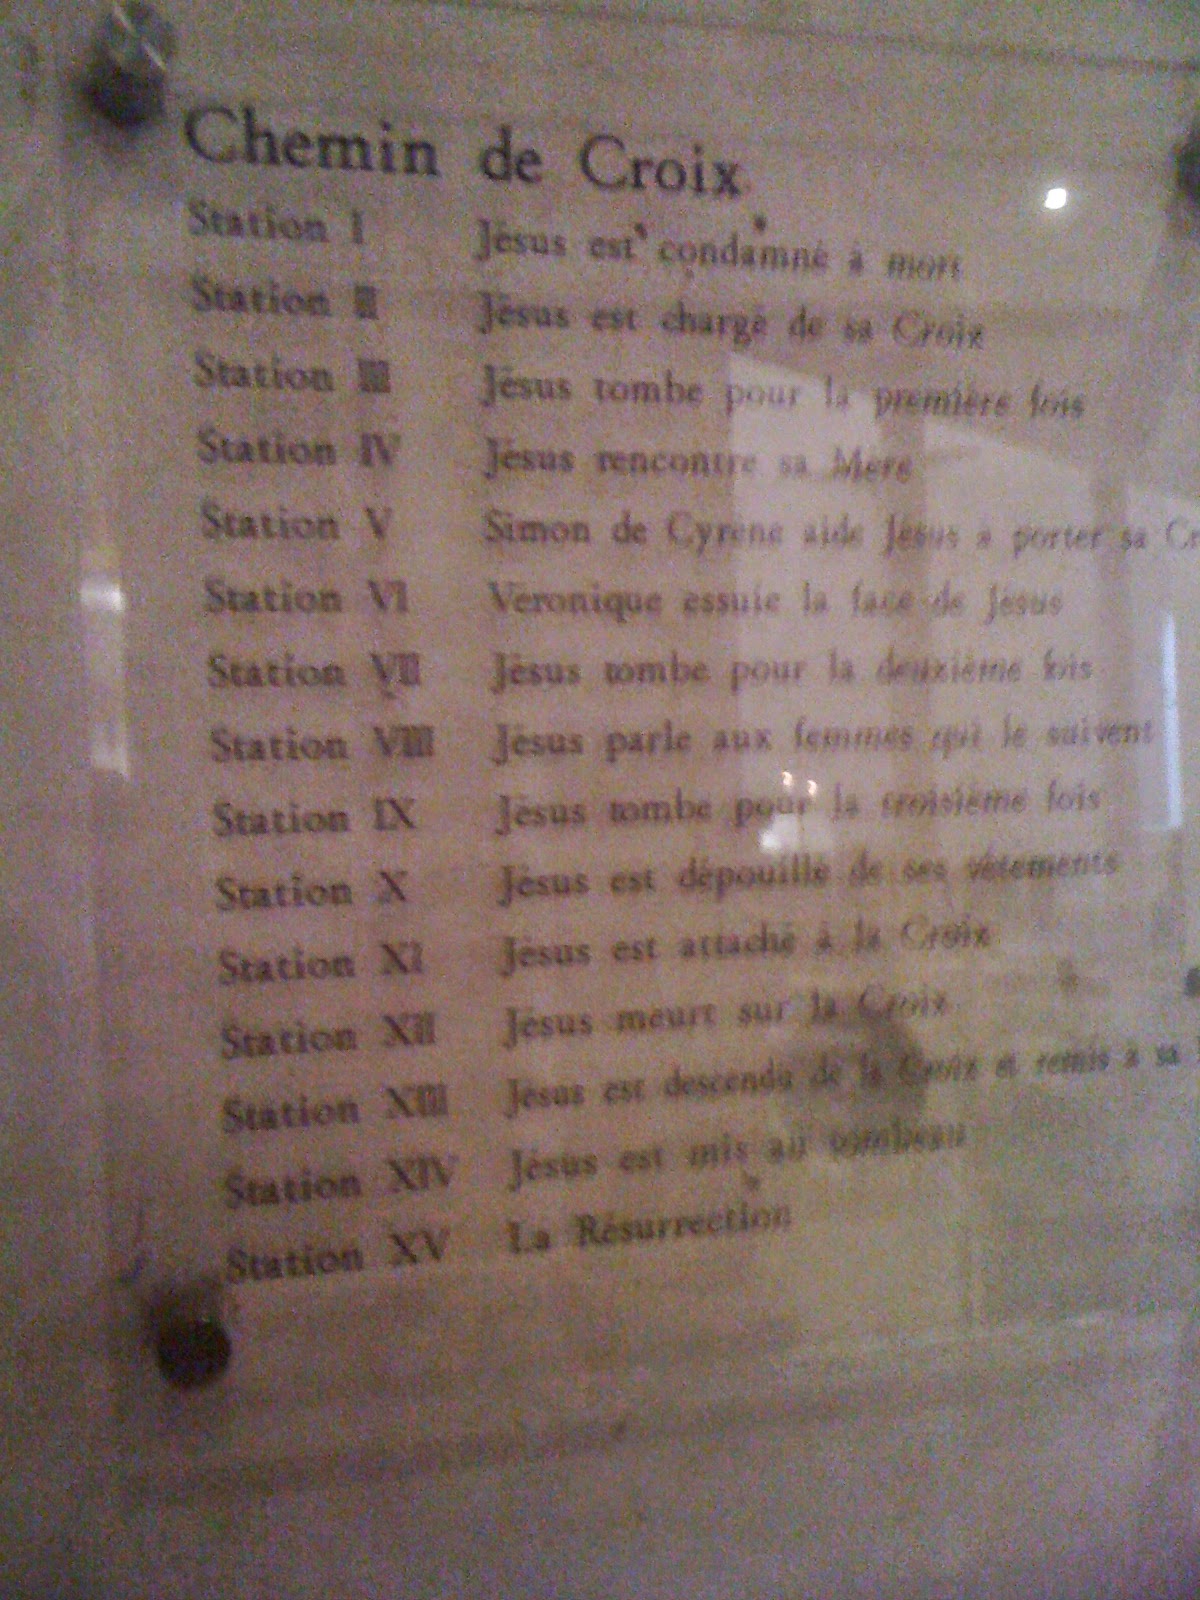 Chemin de Croix
Station I Jésus est condamné à mort
Station II Jésus est chargé de sa Croix
Station III Jésus tombe pour la première fois
Station IV Jésus rencontre sa Mère
Station V Simon de Cyrène aide Jésus à porter sa Cr
Station VI Véronique essuie la face de Jésus
Station VII Jésus tombe pour la deuxième fois
Station VIII Jésus parle aux femmes qui le suivent
Station IX Jésus tombe pour la troisième fois
Station X Jésus est dépouillé de ses vêtements
Station XI Jésus est attaché à la Croix
Station XII Jésus meurt sur la Croix
Station XIII Jésus est descendu de la Croix et remis à sa
Station XIV Jésus est mis au tombeau
Station XV La Résurrection